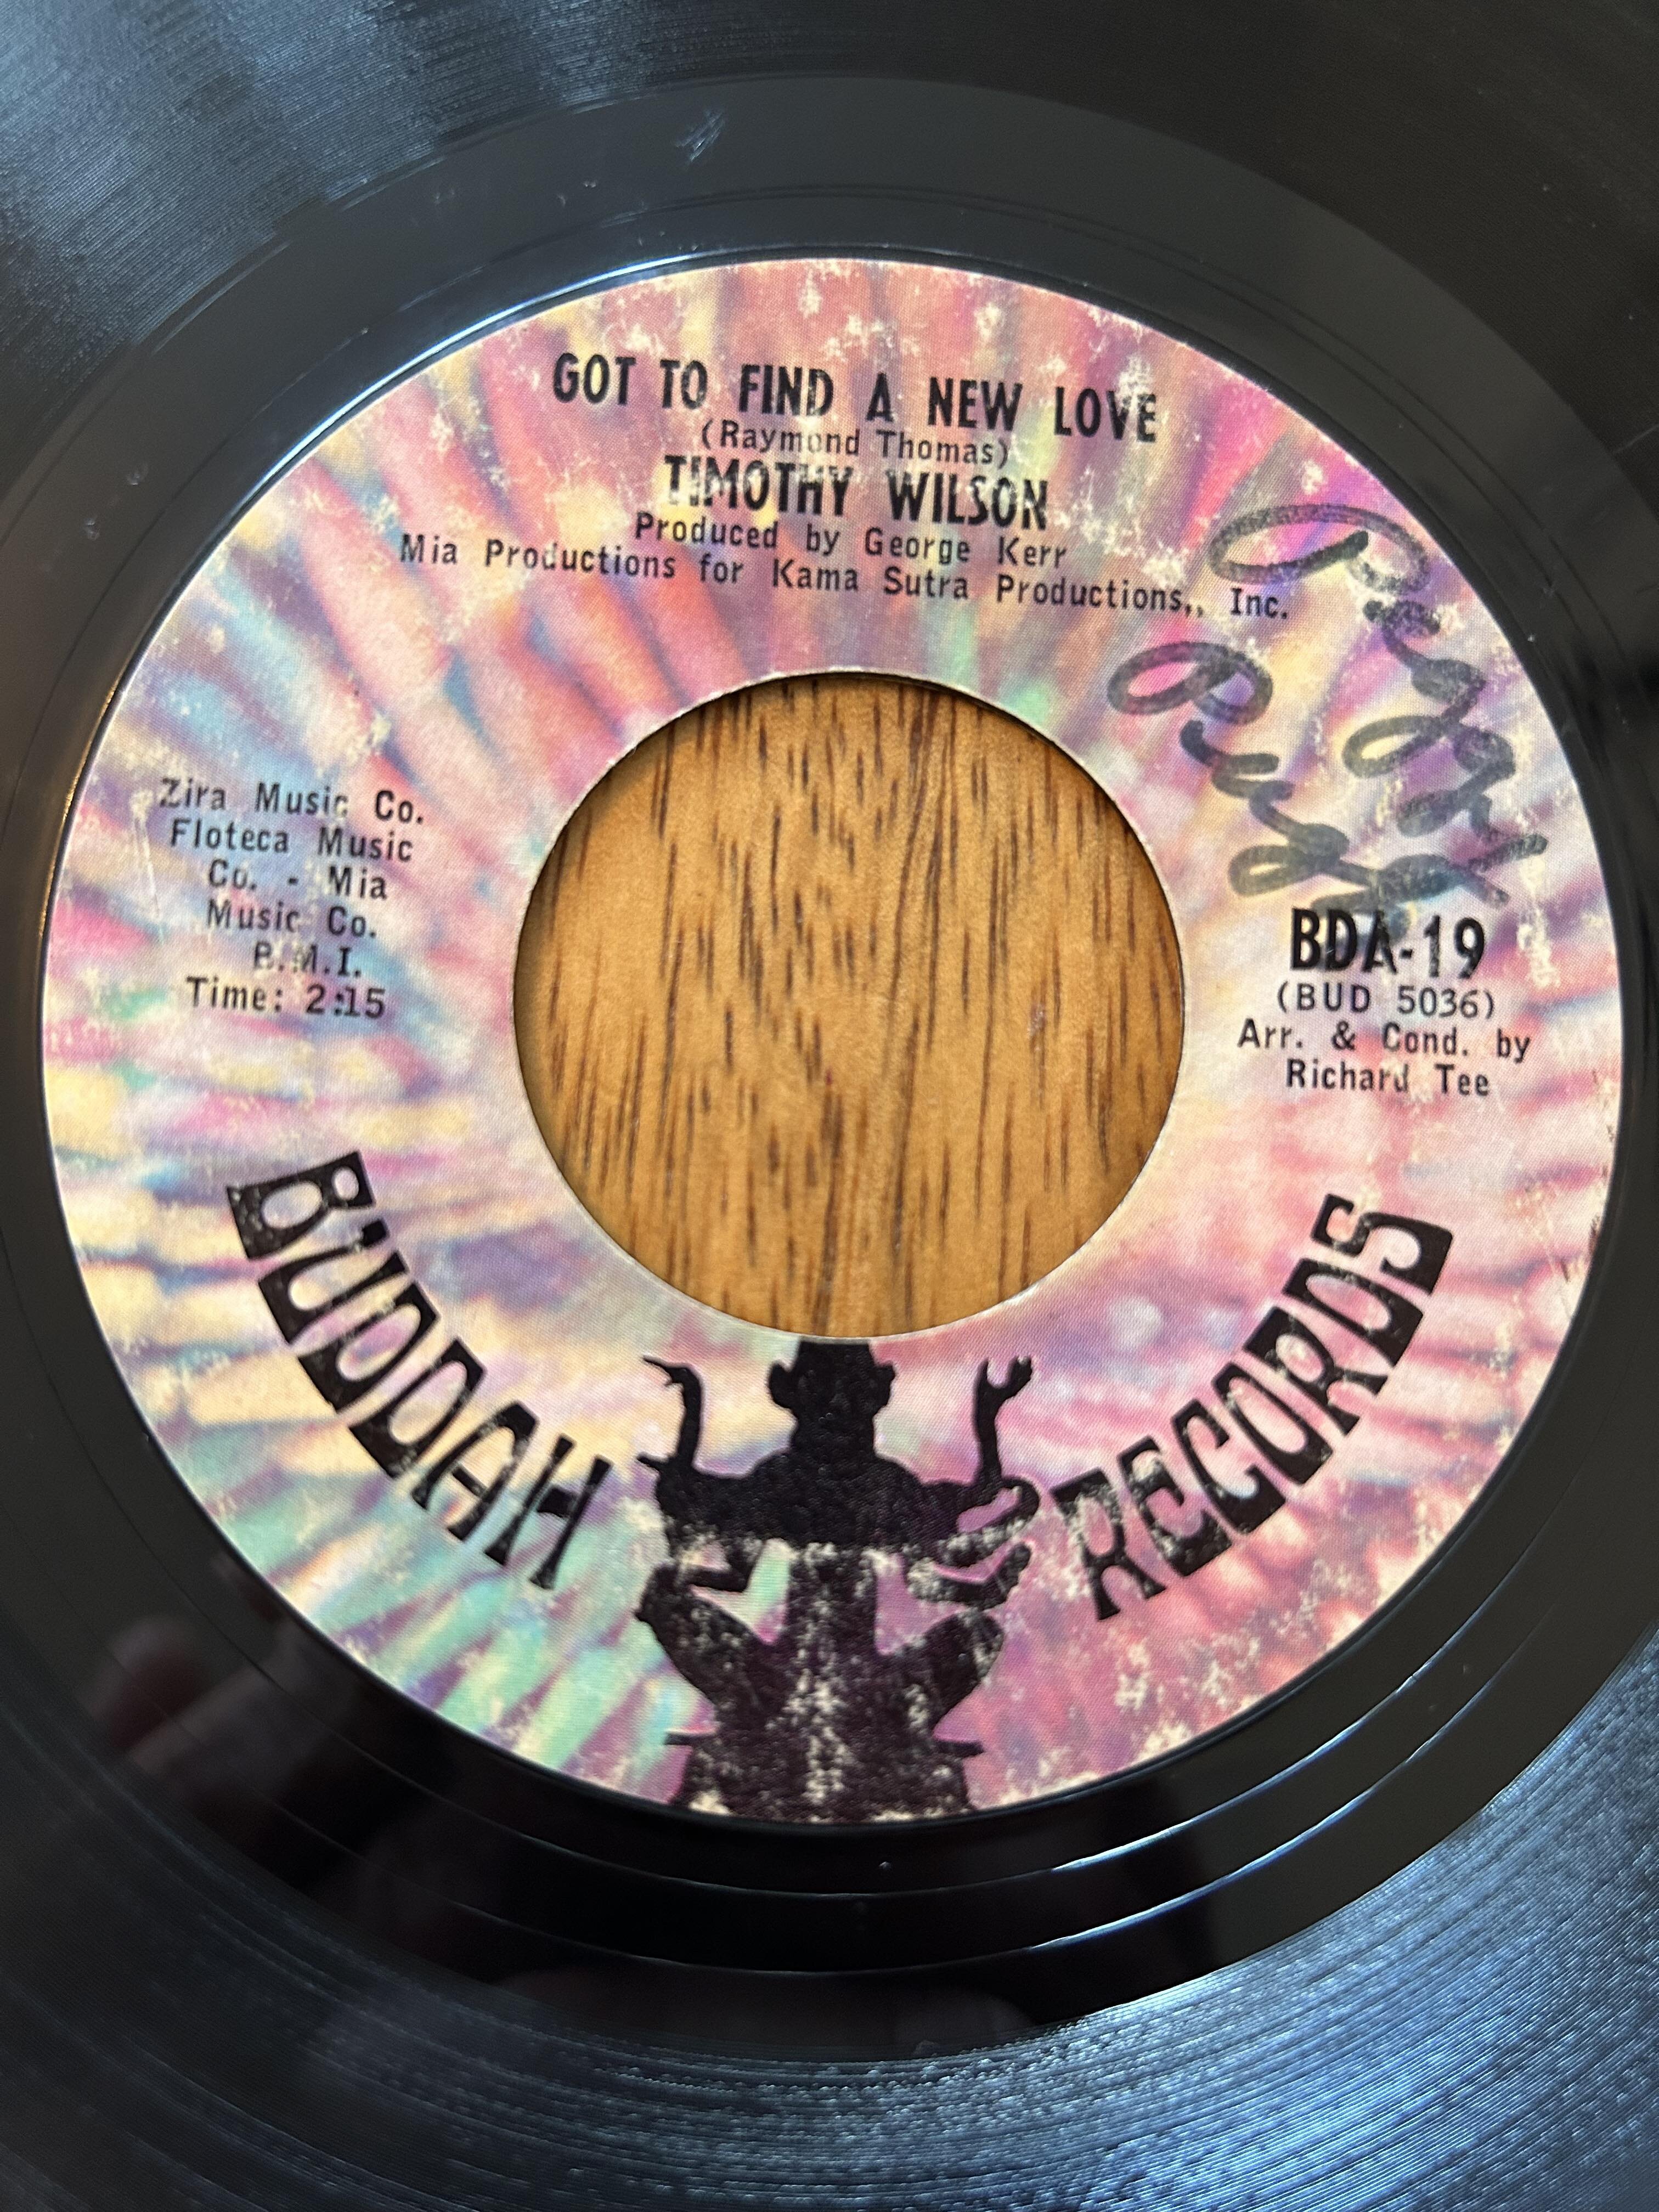 GOT TO FIND A NEW LOVE
(Raymond Thomas)
TIMOTHY WILSON
Produced by George Kerr
Mia Productions for Kama Sutra Productions,, Inc.
Zira Music Co.
Floteca Music
Co. - Mia
Music Co.
B.M.I.
Time: 2:15
BDA-19
(BUD 5036)
Arr. & Cond. by
Richard Tee
BUDDAH RECORDS